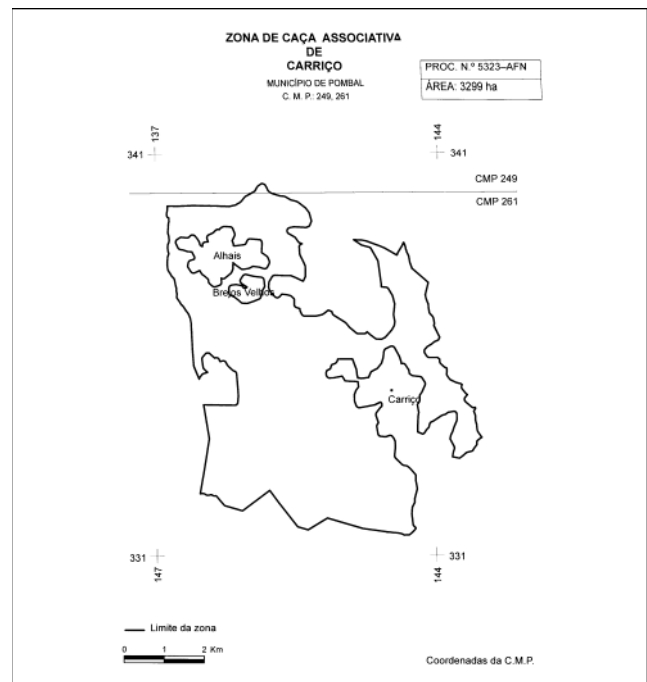 ZONA DE CAÇA ASSOCIATIVA
DE
CARRIÇO
MUNICÍPIO DE POMBAL
C. M. P.: 249, 261
PROC. N.º 5323–AFN
ÁREA: 3299 ha
137
144
341
341
CMP 249
CMP 261
Alhais
Brejos Velhos
Carriço
331
331
147
144
Limite da zona
0 1 2 Km
Coordenadas da C.M.P.